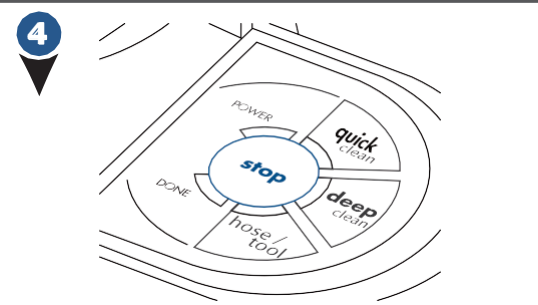 4
POWER
quick
clean
stop
deep
clean
DONE
hose /
tool